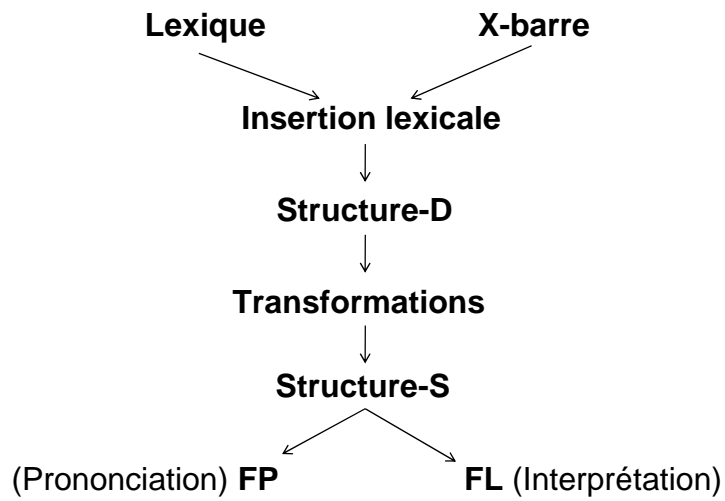 Lexique X-barre
Insertion lexicale
Structure-D
Transformations
Structure-S
(Prononciation) FP FL (Interprétation)